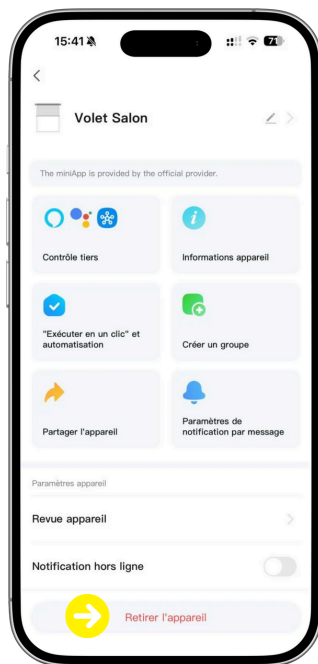 15:41
71
Volet Salon
The miniApp is provided by the official provider.
Contrôle tiers
Informations appareil
"Exécuter en un clic" et
automatisation
Créer un groupe
Partager l'appareil
Paramètres de
notification par message
Paramètres appareil
Revue appareil
Notification hors ligne
Retirer l'appareil